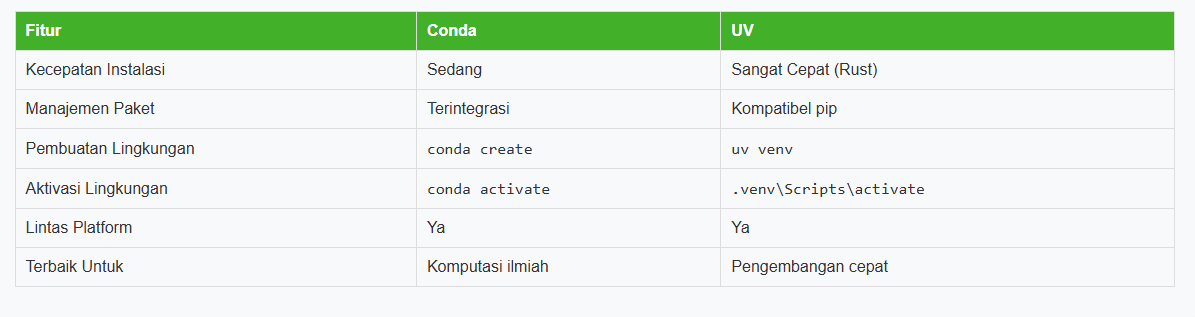 Fitur Conda UV
Kecepatan Instalasi Sedang Sangat Cepat (Rust)
Manajemen Paket Terintegrasi Kompatibel pip
Pembuatan Lingkungan conda create uv venv
Aktivasi Lingkungan conda activate .venv\Scripts\activate
Lintas Platform Ya Ya
Terbaik Untuk Komputasi ilmiah Pengembangan cepat